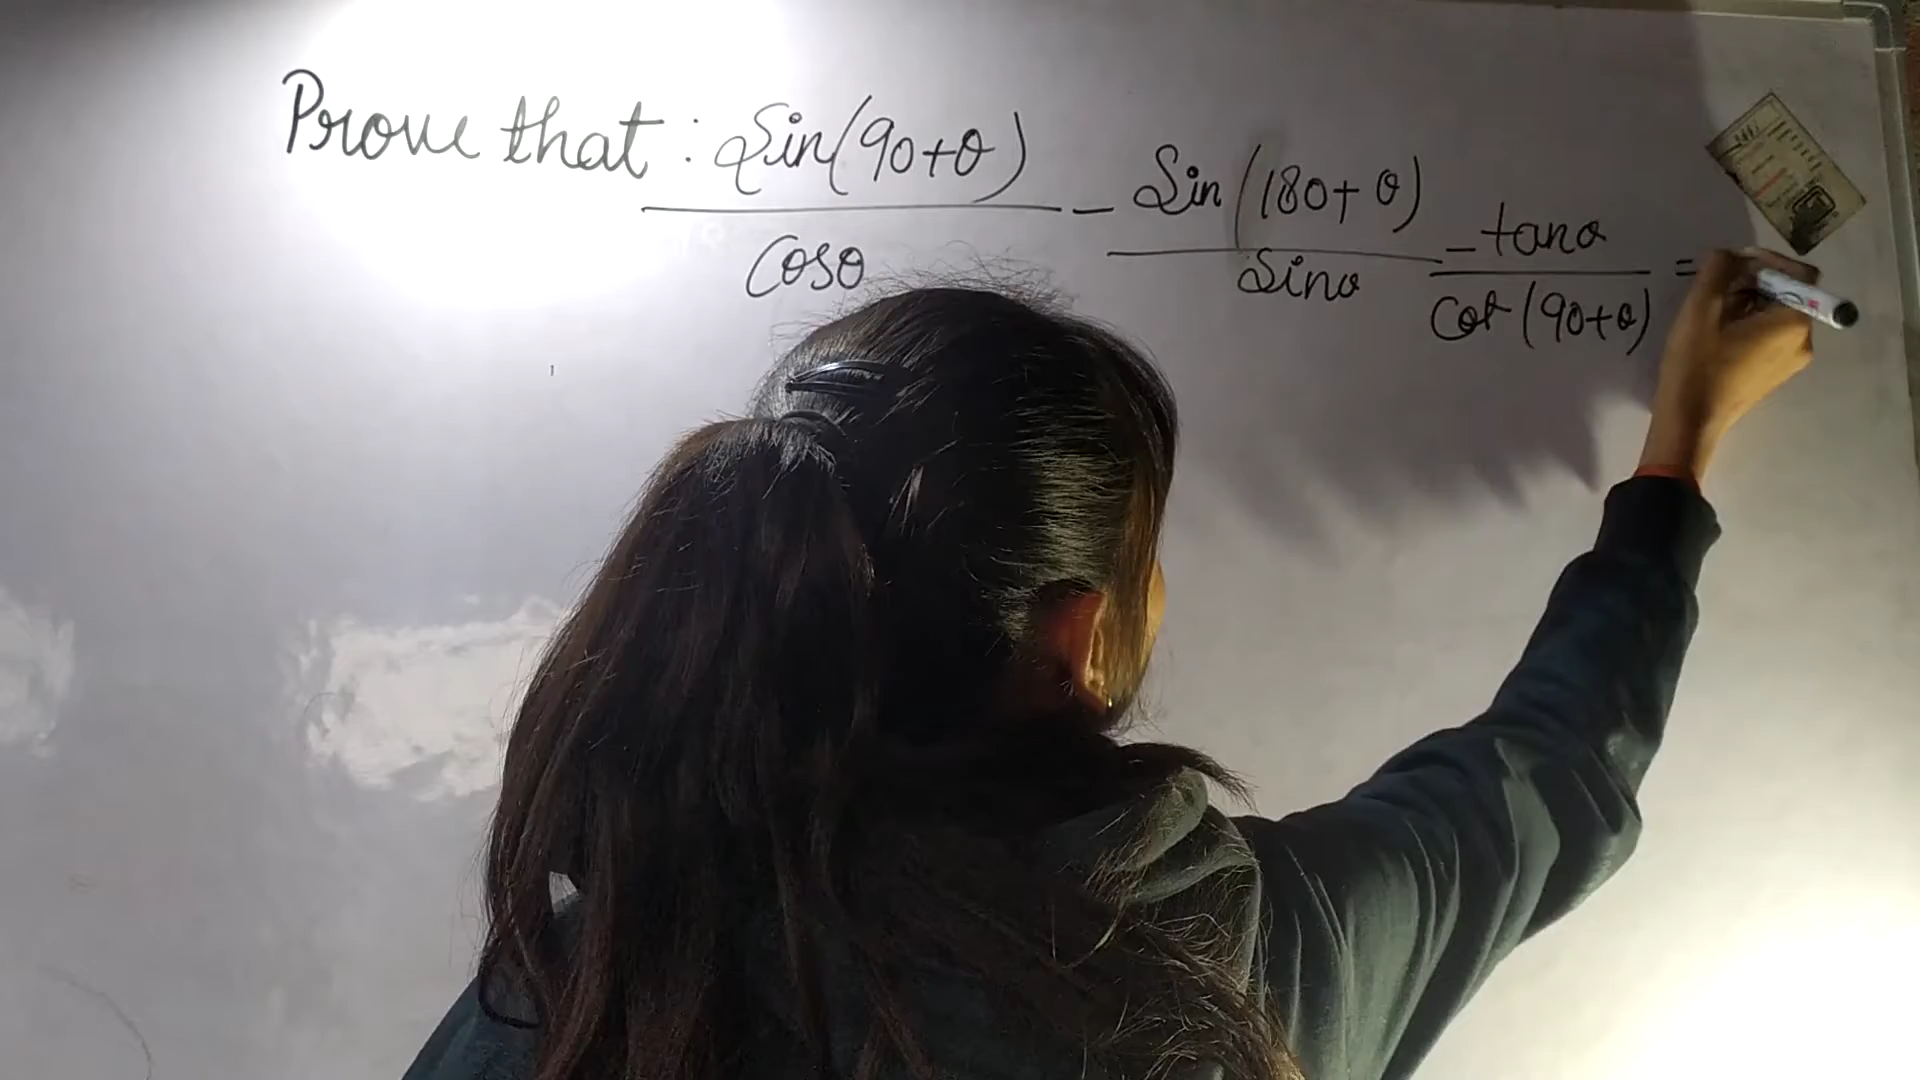 Prove that : Sin(90+θ) - Sin(180+θ) - tanθ =
Cosθ Sinθ Cot(90+θ)